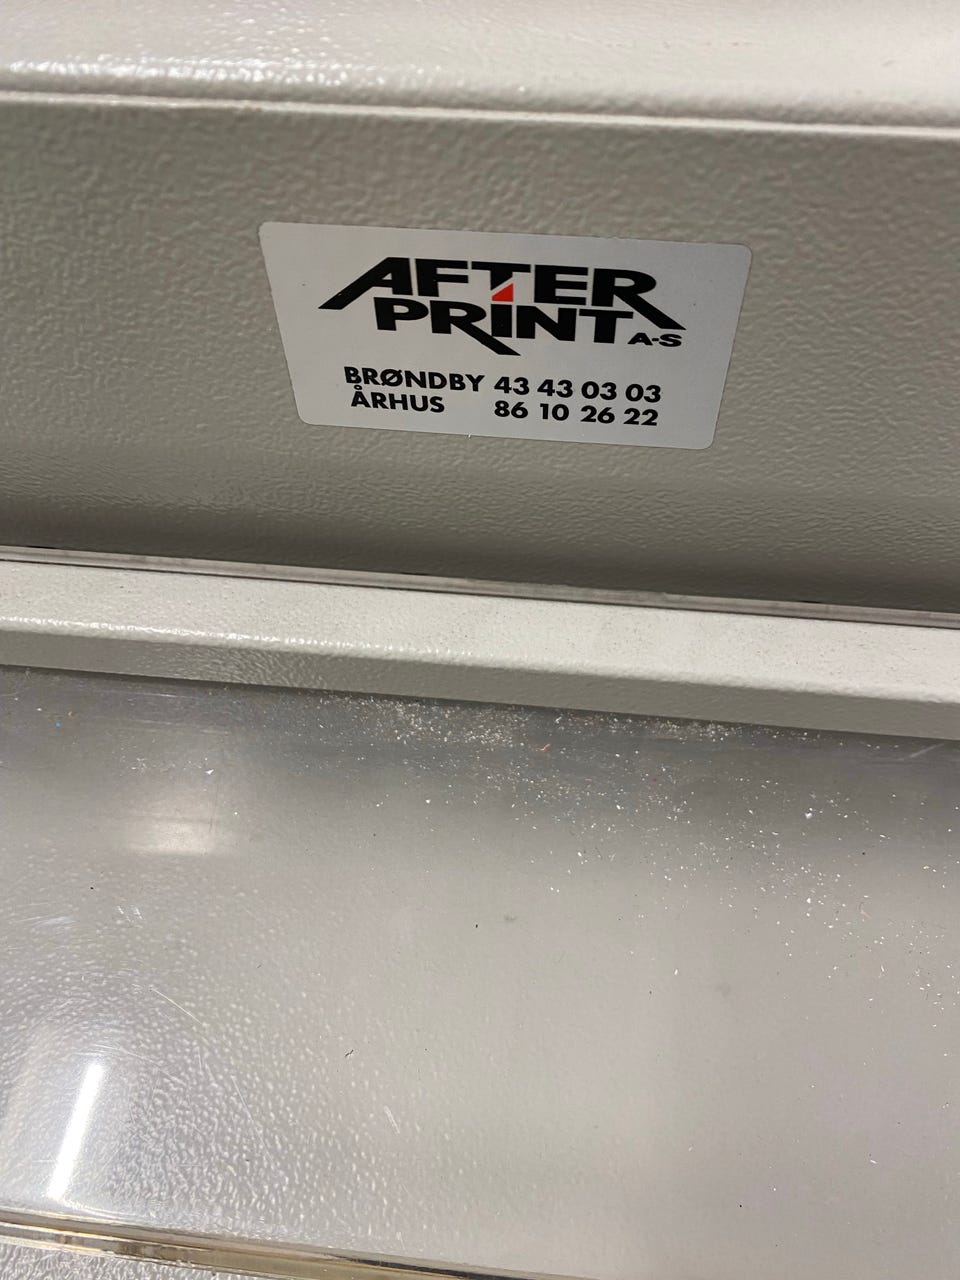 AFTER
PRINT A-S
BRØNDBY 43 43 03 03
ÅRHUS 86 10 26 22